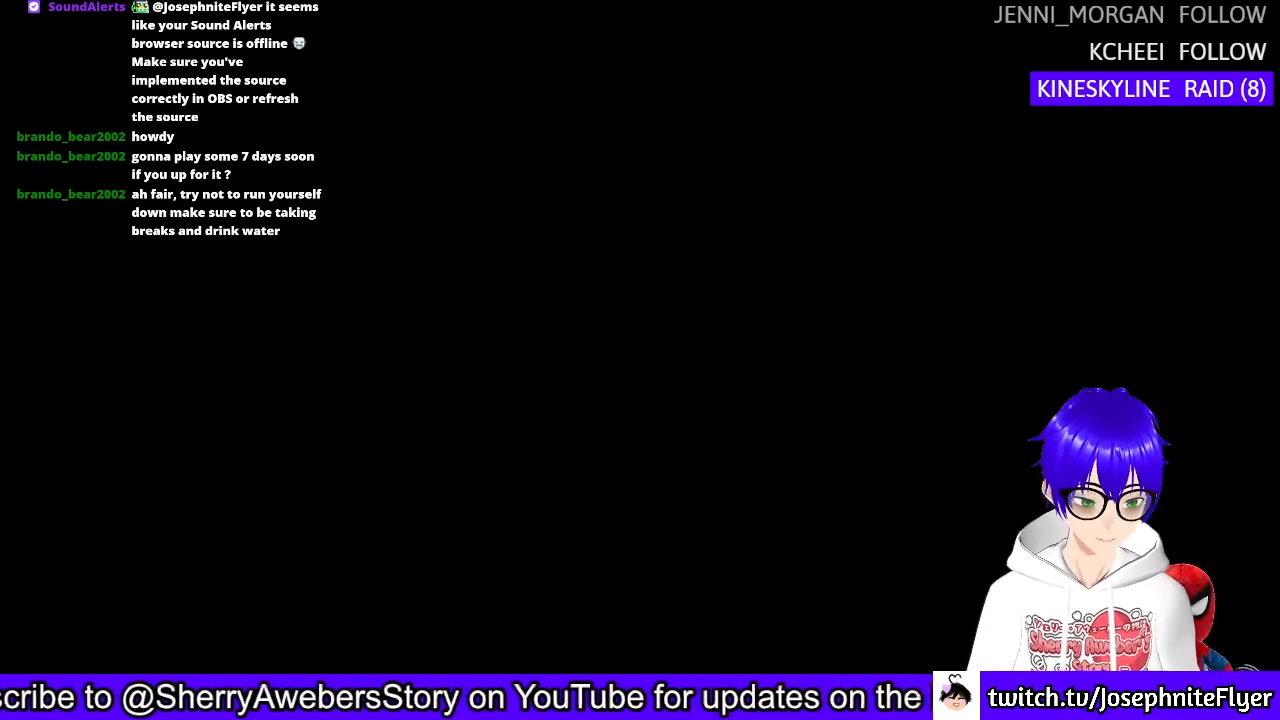 SoundAlerts @JosephniteFlyer it seems
like your Sound Alerts
browser source is offline
Make sure you've
implemented the source
correctly in OBS or refresh
the source
brando_bear2002 howdy
brando_bear2002 gonna play some 7 days soon
if you up for it ?
brando_bear2002 ah fair, try not to run yourself
down make sure to be taking
breaks and drink water
JENNI_MORGAN FOLLOW
KCHEEI FOLLOW
KINESKYLINE RAID (8)
Sherry Aweber's
Story
scribe to @SherryAwebersStory on YouTube for updates on the
twitch.tv/JosephniteFlyer